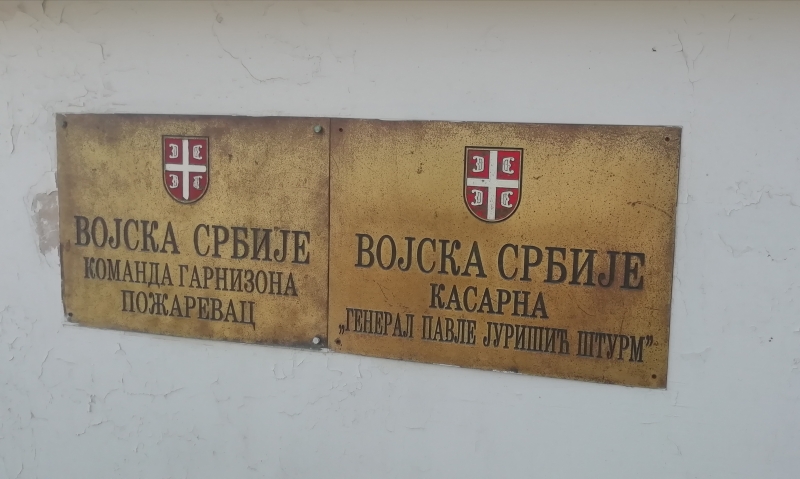 ВОЈСКА СРБИЈЕ
КОМАНДА ГАРНИЗОНА
ПОЖАРЕВАЦ
ВОЈСКА СРБИЈЕ
КАСАРНА
„ГЕНЕРАЛ ПАВЛЕ ЈУРИШИЋ ШТУРМ”